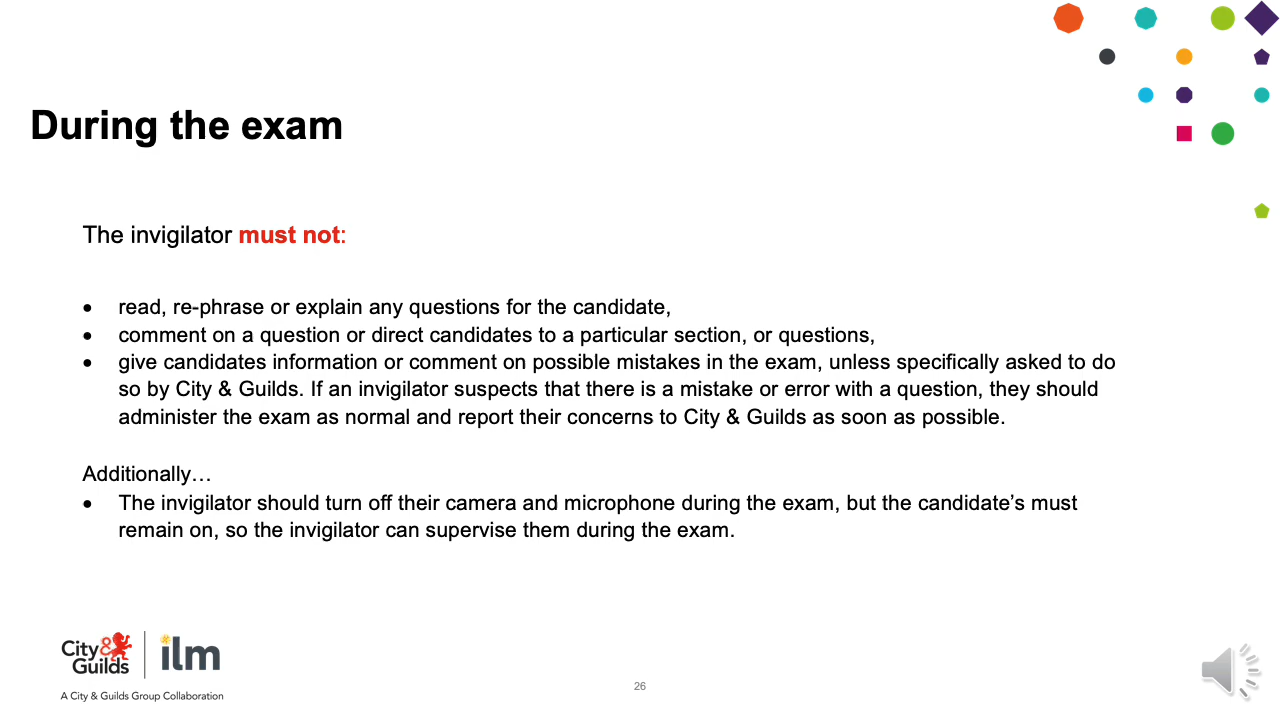 During the exam
The invigilator must not:
• read, re-phrase or explain any questions for the candidate,
• comment on a question or direct candidates to a particular section, or questions,
• give candidates information or comment on possible mistakes in the exam, unless specifically asked to do
so by City & Guilds. If an invigilator suspects that there is a mistake or error with a question, they should
administer the exam as normal and report their concerns to City & Guilds as soon as possible.
Additionally…
• The invigilator should turn off their camera and microphone during the exam, but the candidate’s must
remain on, so the invigilator can supervise them during the exam.
City &
Guilds
ilm
A City & Guilds Group Collaboration
26